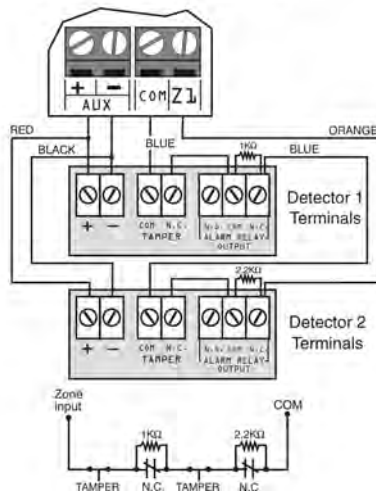 + − COM Z1
AUX
RED
ORANGE
BLACK
BLUE
1KΩ
BLUE
Detector 1
Terminals
+ − COM N.C. N.O. COM N.C.
TAMPER ALARM RELAY
OUTPUT
2.2KΩ
Detector 2
Terminals
+ − COM N.C. N.O. COM N.C.
TAMPER ALARM RELAY
OUTPUT
Zone
input
COM
1KΩ
2.2KΩ
TAMPER N.C. TAMPER N.C